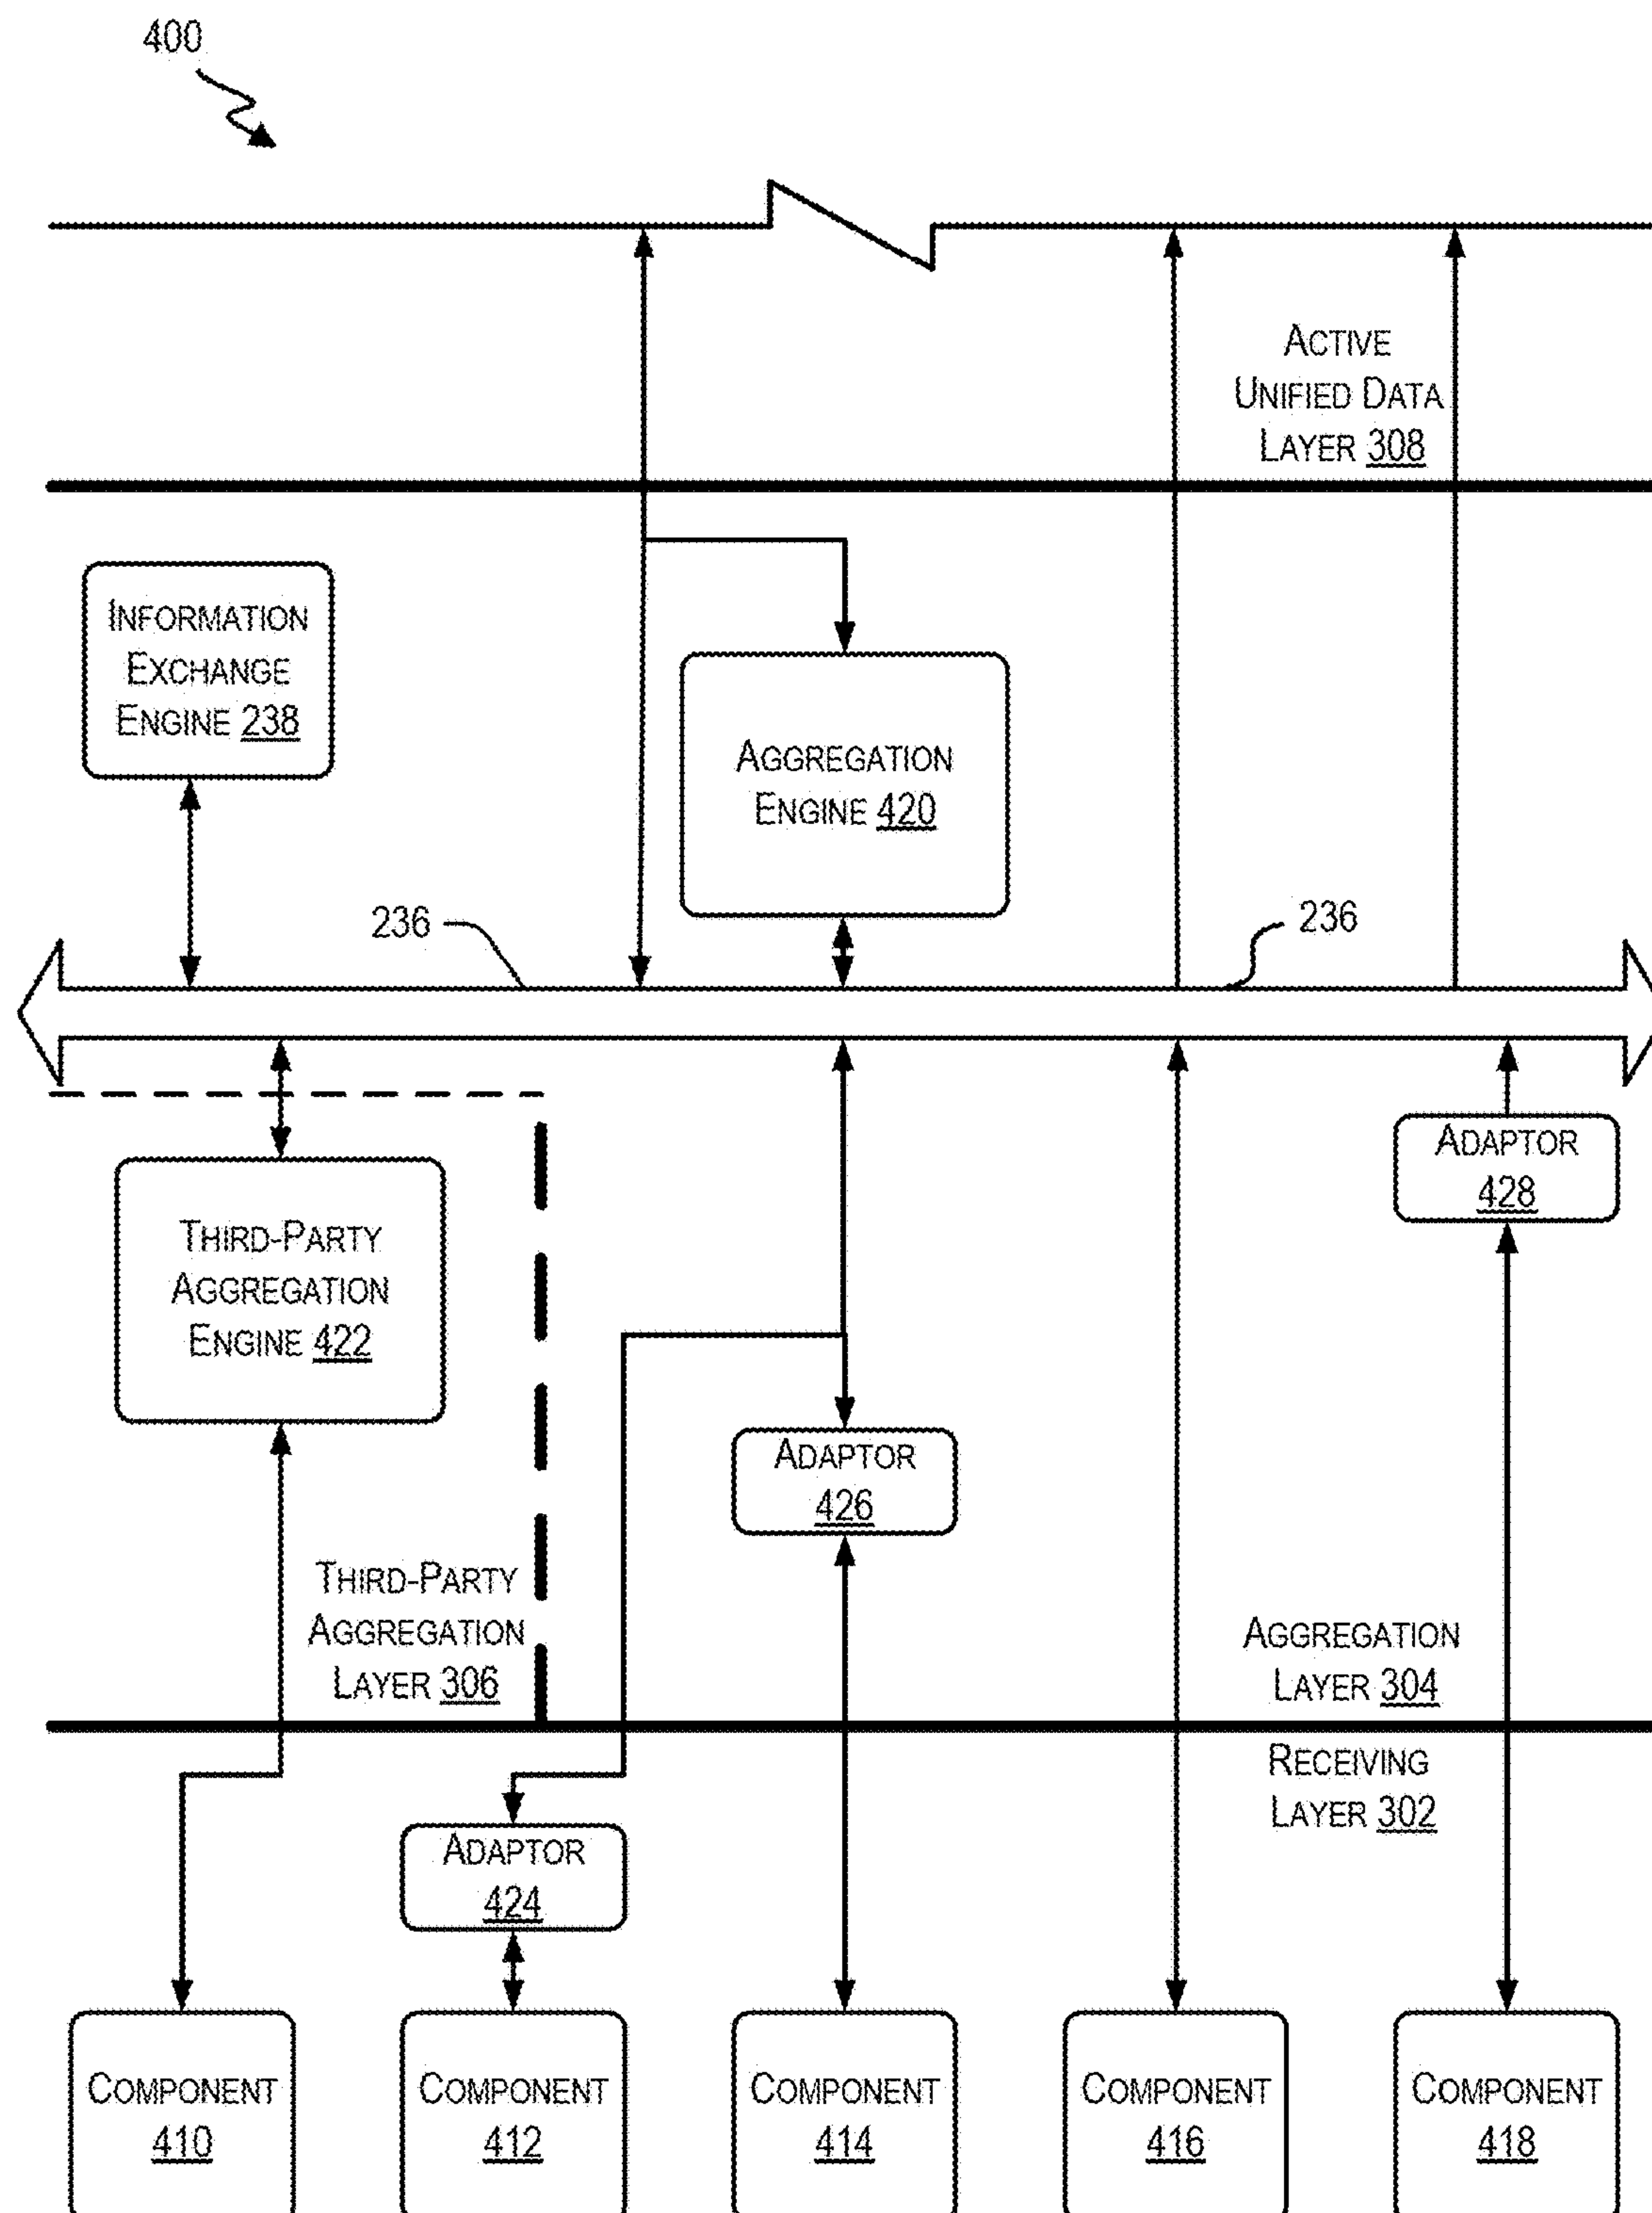 400
ACTIVE
UNIFIED DATA
LAYER 308
INFORMATION
EXCHANGE
ENGINE 238
AGGREGATION
ENGINE 420
236
236
ADAPTOR
428
THIRD-PARTY
AGGREGATION
ENGINE 422
ADAPTOR
426
THIRD-PARTY
AGGREGATION
LAYER 306
AGGREGATION
LAYER 304
RECEIVING
LAYER 302
ADAPTOR
424
COMPONENT
410
COMPONENT
412
COMPONENT
414
COMPONENT
416
COMPONENT
418